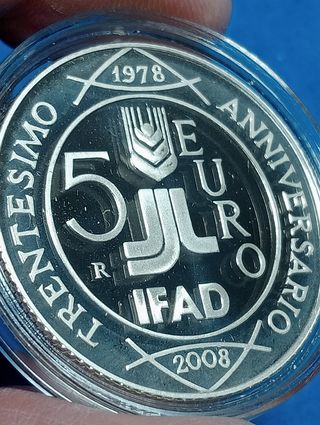 1978
TRENTESIMO ANNIVERSARIO
5 EURO
R
IFAD
2008